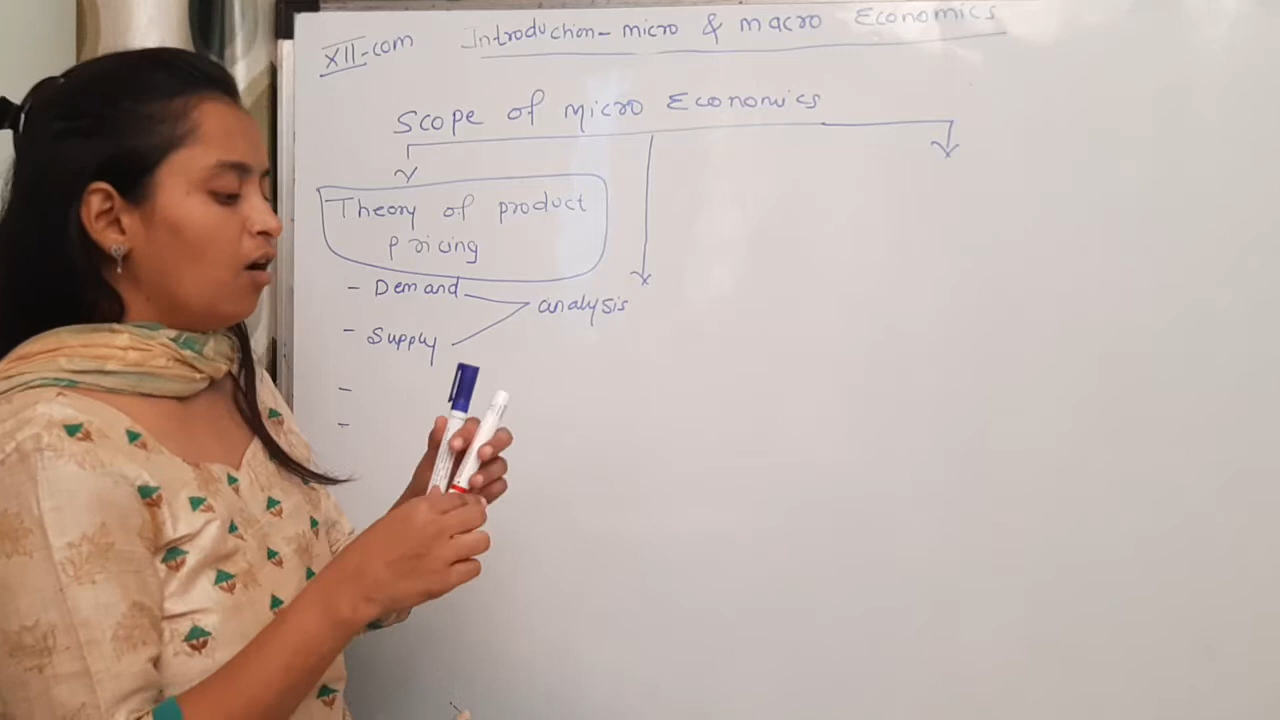 XII-com
Introduction - micro & macro Economics
Scope of micro Economics
Theory of product
pricing
- Demand
analysis
- Supply
-
-